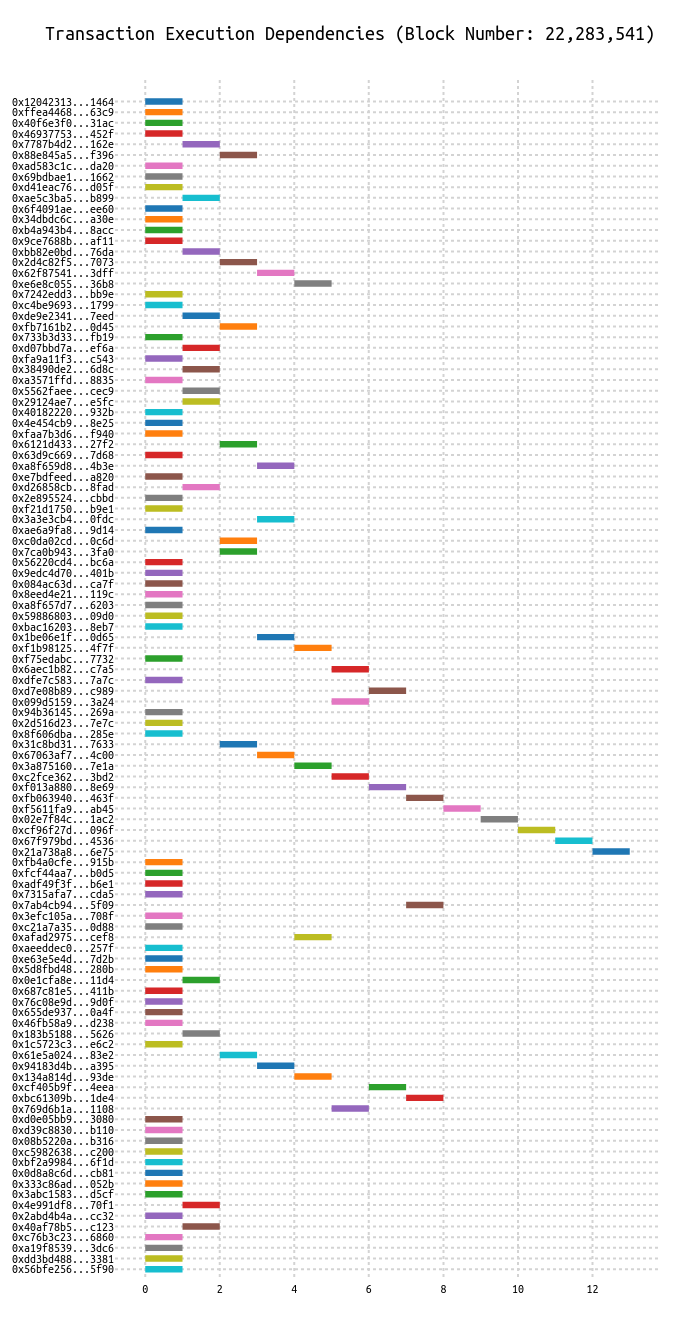 Transaction Execution Dependencies (Block Number: 22,283,541)
0x12042313...1464
0xffea4468...63c9
0x40f6e3f0...31ac
0x46937753...452f
0x7787b4d2...162e
0x88e845a5...f396
0xad583c1c...da20
0x69bdbae1...1662
0xd41eac76...d05f
0xae5c3ba5...b899
0x6f4091ae...ee60
0x34dbdc6c...a30e
0xb4a943b4...8acc
0x9ce7688b...af11
0xbb82e0bd...76da
0x2d4c82f5...7073
0x62f87541...3dff
0xe6e8c055...36b8
0x7242edd3...bb9e
0xc4be9693...1799
0xde9e2341...7eed
0xfb7161b2...0d45
0x733b3d33...fb19
0xd07bbd7a...ef6a
0xfa9a11f3...c543
0x38490de2...6d8c
0xa3571ffd...8835
0x5562faee...cec9
0x29124ae7...e5fc
0x40182220...932b
0x4e454cb9...8e25
0xfaa7b3d6...f940
0x6121d433...27f2
0x63d9c669...7d68
0xa8f659d8...4b3e
0xe7bdfeed...a820
0xd26858cb...8fad
0x2e895524...cbbd
0xf21d1750...b9e1
0x3a3e3cb4...0fdc
0xae6a9fa8...9d14
0xc0da02cd...0c6d
0x7ca0b943...3fa0
0x56220cd4...bc6a
0x9edc4d70...401b
0x084ac63d...ca7f
0x8eed4e21...119c
0xa8f657d7...6203
0x59886803...09d0
0xbac16203...8eb7
0x1be06e1f...0d65
0xf1b98125...4f7f
0xf75edabc...7732
0x6aec1b82...c7a5
0xdfe7c583...7a7c
0xd7e08b89...c989
0x099d5159...3a24
0x94b36145...269a
0x2d516d23...7e7c
0x8f606dba...285e
0x31c8bd31...7633
0x67063af7...4c00
0x3a875160...7e1a
0xc2fce362...3bd2
0xf013a880...8e69
0xfb063940...463f
0xf5611fa9...ab45
0x02e7f84c...1ac2
0xcf96f27d...096f
0x67f979bd...4536
0x21a738a8...6e75
0xfb4a0cfe...915b
0xfcf44aa7...b0d5
0xadf49f3f...b6e1
0x7315afa7...cda5
0x7ab4cb94...5f09
0x3efc105a...708f
0xc21a7a35...0d88
0xafad2975...cef8
0xaeeddec0...257f
0xe63e5e4d...7d2b
0x5d8fbd48...280b
0x0e1cfa8e...11d4
0x687c81e5...411b
0x76c08e9d...9d0f
0x655de937...0a4f
0x46fb58a9...d238
0x183b5188...5626
0x1c5723c3...e6c2
0x61e5a024...83e2
0x94183d4b...a395
0x134a814d...93de
0xcf405b9f...4eea
0xbc61309b...1de4
0x769d6b1a...1108
0xd0e05bb9...3080
0xd39c8830...b110
0x08b5220a...b316
0xc5982638...c200
0xbf2a9984...6f1d
0x0d8a8c6d...cb81
0x333c86ad...052b
0x3abc1583...d5cf
0x4e991df8...70f1
0x2abd4b4a...cc32
0x40af78b5...c123
0xc76b3c23...6860
0xa19f8539...3dc6
0xdd3bd488...3381
0x56bfe256...5f90
0 2 4 6 8 10 12